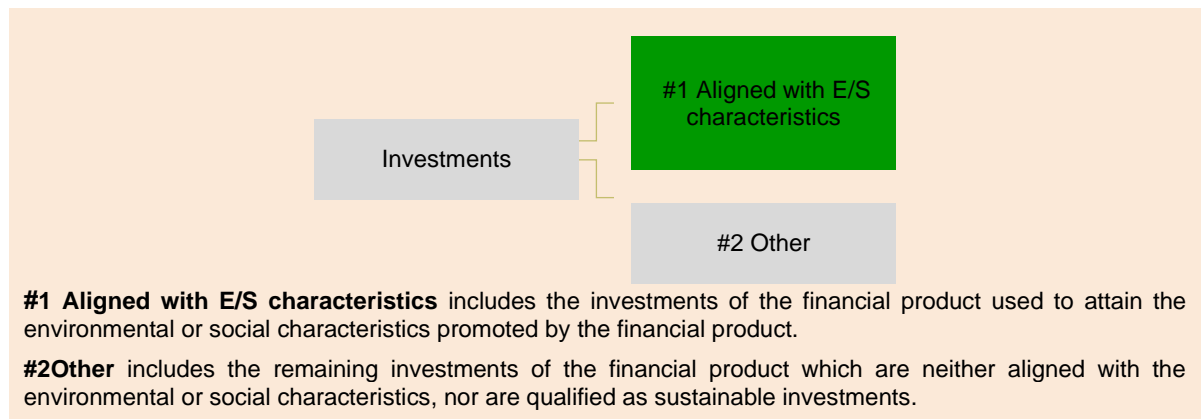 #1 Aligned with E/S
characteristics
Investments
#2 Other
#1 Aligned with E/S characteristics includes the investments of the financial product used to attain the
environmental or social characteristics promoted by the financial product.
#2Other includes the remaining investments of the financial product which are neither aligned with the
environmental or social characteristics, nor are qualified as sustainable investments.